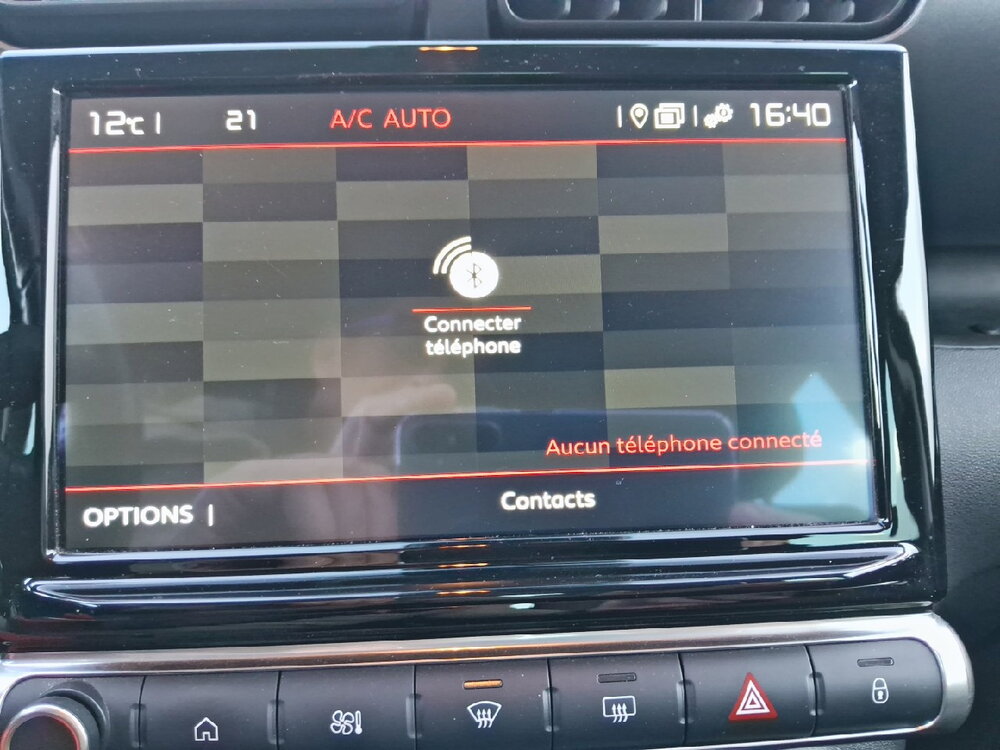 12°C 21 A/C AUTO 16:40
Connecter
téléphone
Aucun téléphone connecté
OPTIONS Contacts